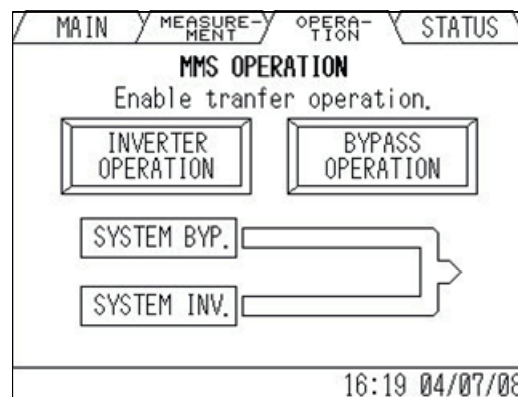 MAIN
MEASURE-
MENT
OPERA-
TION
STATUS
MMS OPERATION
Enable tranfer operation.
INVERTER
OPERATION
BYPASS
OPERATION
SYSTEM BYP.
SYSTEM INV.
16:19 04/07/08